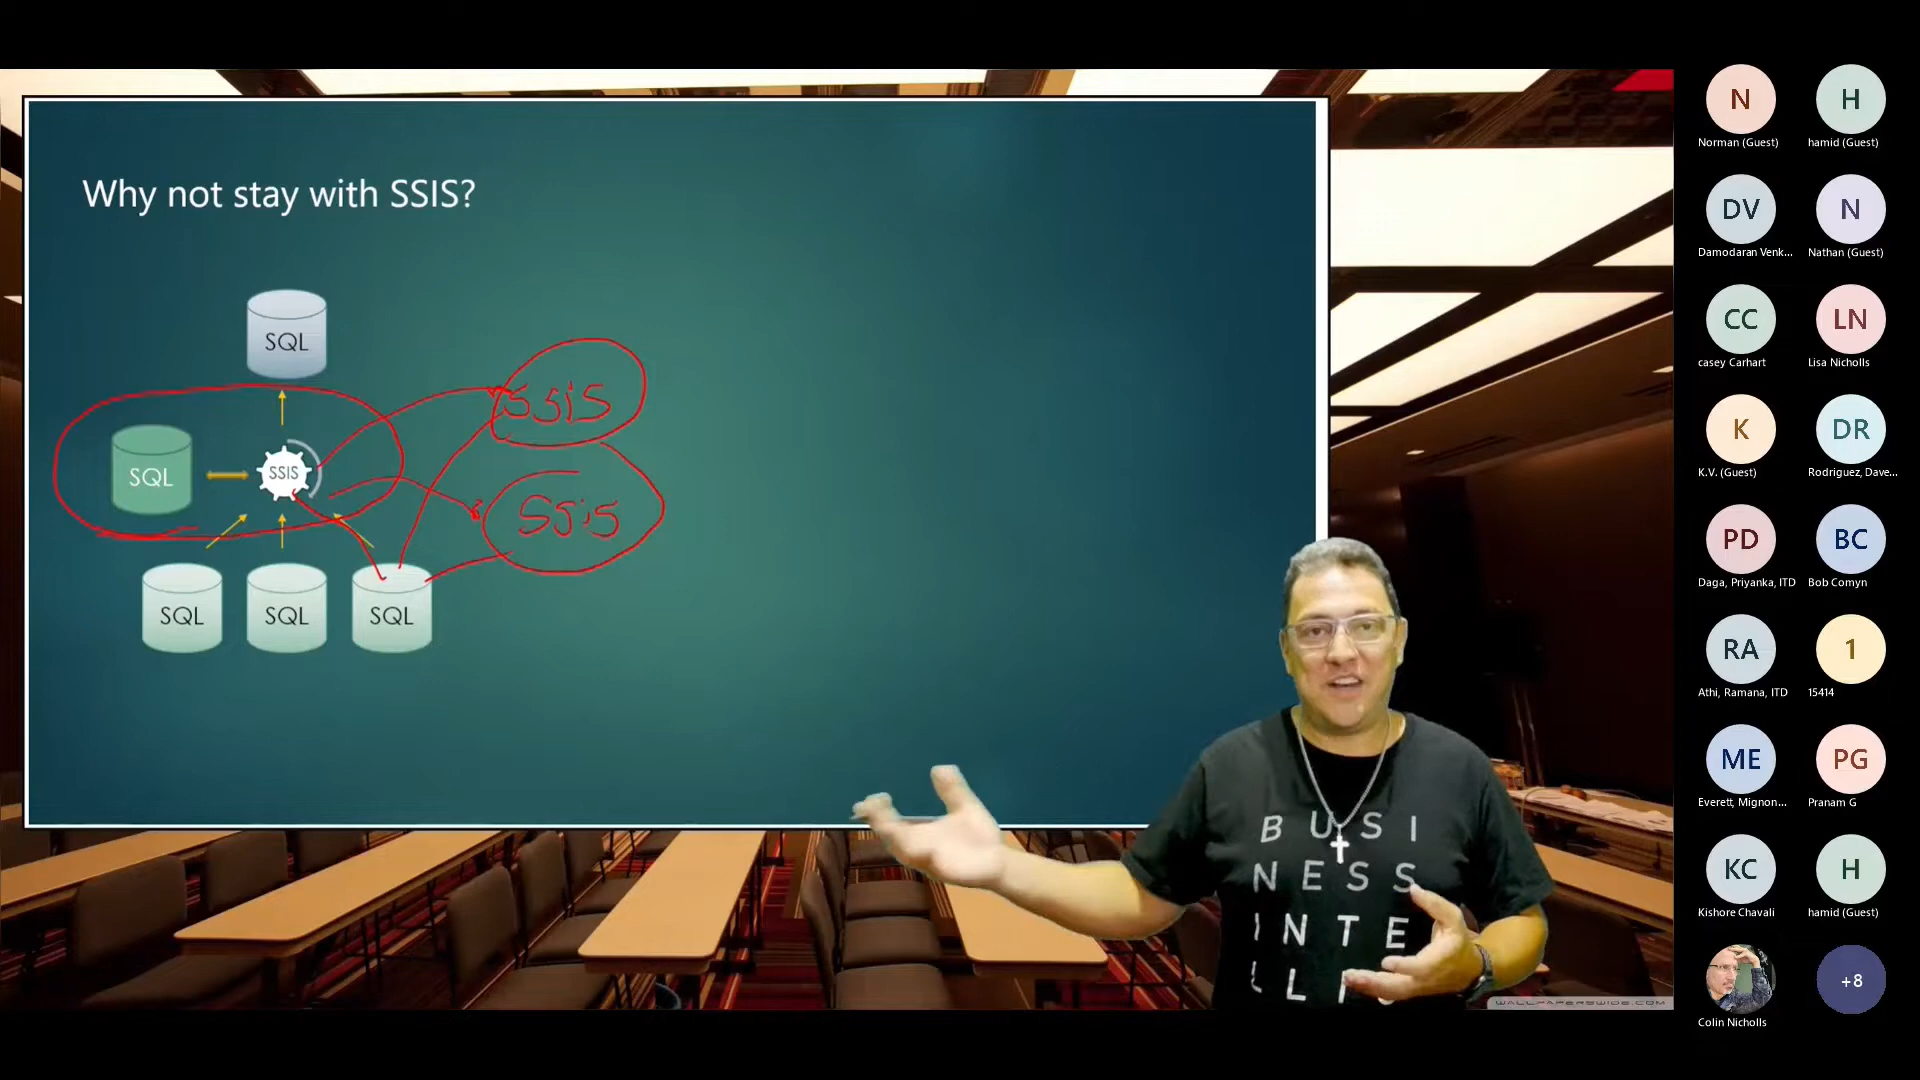 Why not stay with SSIS?
SQL
SSiS
SQL
SSIS
SSiS
SQL
SQL
SQL
BUSI
NESS
INTE
LLI
WALLPAPERSWIDE.COM
N
H
Norman (Guest)
hamid (Guest)
DV
N
Damodaran Venk...
Nathan (Guest)
CC
LN
casey Carhart
Lisa Nicholls
K
DR
K.V. (Guest)
Rodriguez, Dave...
PD
BC
Daga, Priyanka, ITD
Bob Comyn
RA
1
Athi, Ramana, ITD
15414
ME
PG
Everett, Mignon...
Pranam G
KC
H
Kishore Chavali
hamid (Guest)
Colin Nicholls
+8